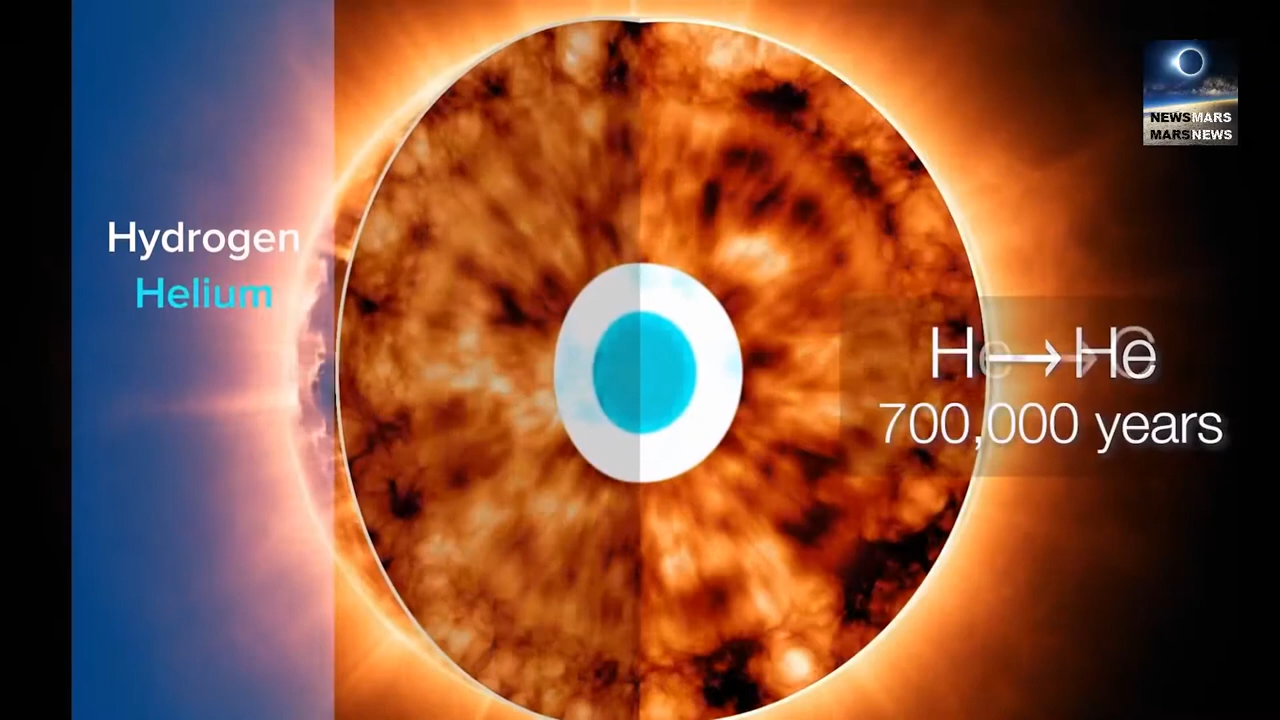 Hydrogen
Helium
He→He
700,000 years
NEWSMARS
MARSNEWS